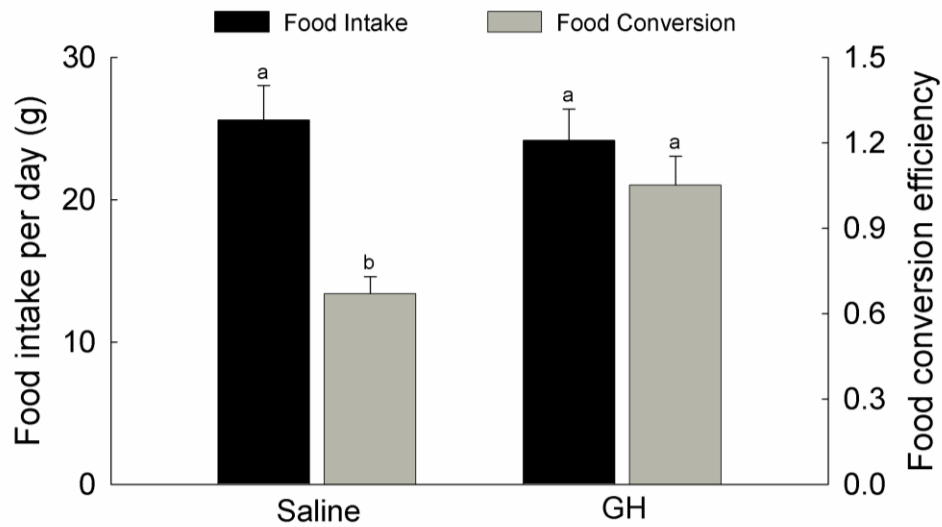 Food Intake
Food Conversion
Food intake per day (g)
30
20
10
0
a
b
a
a
Saline
GH
1.5
1.2
0.9
0.6
0.3
0.0
Food conversion efficiency